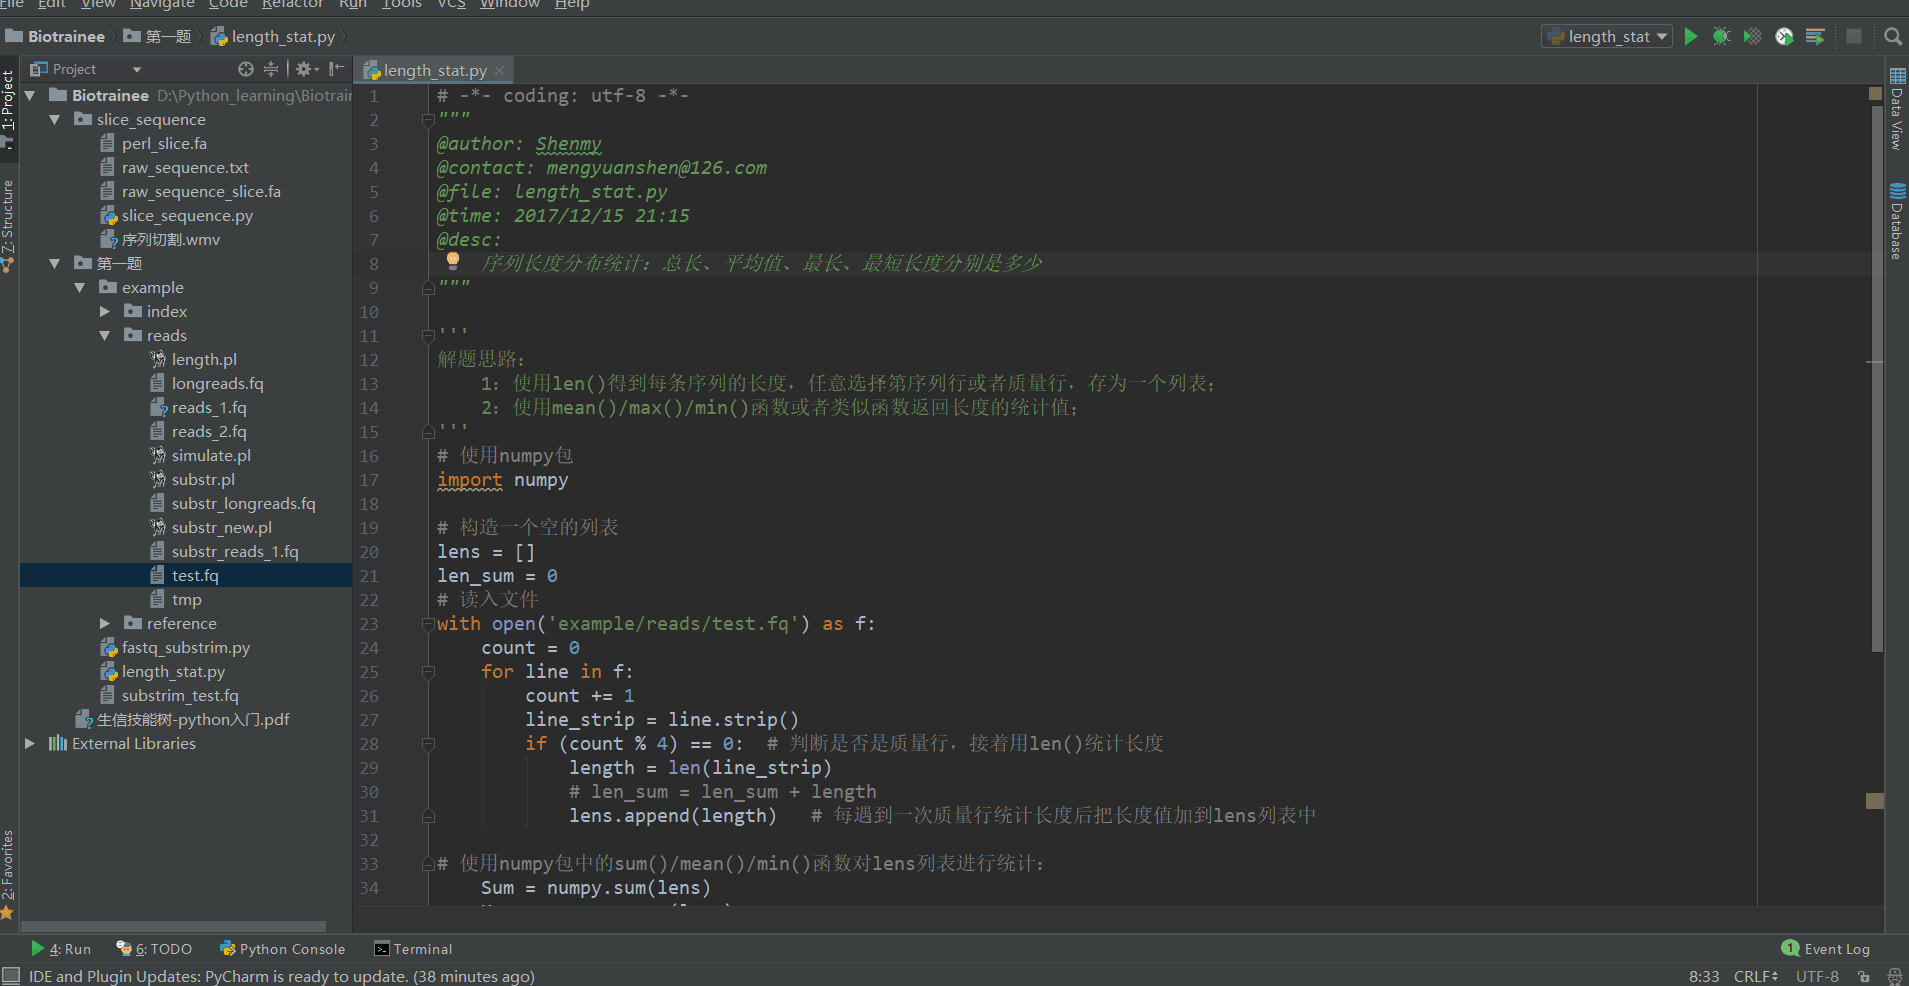 File Edit View Navigate Code Refactor Run Tools VCS Window Help
Biotrainee 第一题 length_stat.py length_stat
Project
length_stat.py
1: Project
7: Structure
2: Favorites
Biotrainee D:\Python_learning\Biotrain
slice_sequence
perl_slice.fa
raw_sequence.txt
raw_sequence_slice.fa
slice_sequence.py
序列切割.wmv
第一题
example
index
reads
length.pl
longreads.fq
reads_1.fq
reads_2.fq
simulate.pl
substr.pl
substr_longreads.fq
substr_new.pl
substr_reads_1.fq
test.fq
tmp
reference
fastq_substrim.py
length_stat.py
substrim_test.fq
生信技能树-python入门.pdf
External Libraries
1 # -*- coding: utf-8 -*-
2 """
3 @author: Shenmy
4 @contact: mengyuanshen@126.com
5 @file: length_stat.py
6 @time: 2017/12/15 21:15
7 @desc:
8 序列长度分布统计：总长、平均值、最长、最短长度分别是多少
9 """
10
11 '''
12 解题思路：
13 1：使用len()得到每条序列的长度，任意选择第序列行或者质量行，存为一个列表；
14 2：使用mean()/max()/min()函数或者类似函数返回长度的统计值；
15 '''
16 # 使用numpy包
17 import numpy
18
19 # 构造一个空的列表
20 lens = []
21 len_sum = 0
22 # 读入文件
23 with open('example/reads/test.fq') as f:
24 count = 0
25 for line in f:
26 count += 1
27 line_strip = line.strip()
28 if (count % 4) == 0: # 判断是否是质量行，接着用len()统计长度
29 length = len(line_strip)
30 # len_sum = len_sum + length
31 lens.append(length) # 每遇到一次质量行统计长度后把长度值加到lens列表中
32
33 # 使用numpy包中的sum()/mean()/min()函数对lens列表进行统计：
34 Sum = numpy.sum(lens)
Data View
Database
4: Run 6: TODO Python Console Terminal 1 Event Log
IDE and Plugin Updates: PyCharm is ready to update. (38 minutes ago) 8:33 CRLF UTF-8